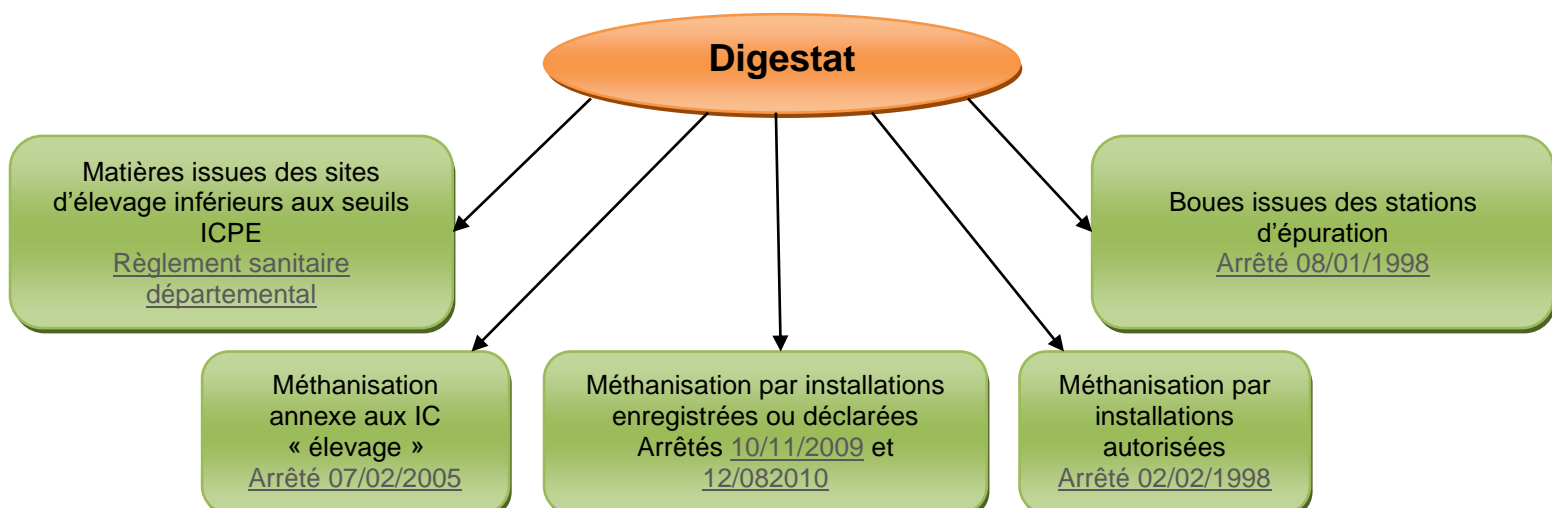 Digestat
Matières issues des sites
d'élevage inférieurs aux seuils
ICPE
Règlement sanitaire
départemental
Boues issues des stations
d'épuration
Arrêté 08/01/1998
Méthanisation
annexe aux IC
« élevage »
Arrêté 07/02/2005
Méthanisation par installations
enregistrées ou déclarées
Arrêtés 10/11/2009 et
12/082010
Méthanisation par
installations
autorisées
Arrêté 02/02/1998